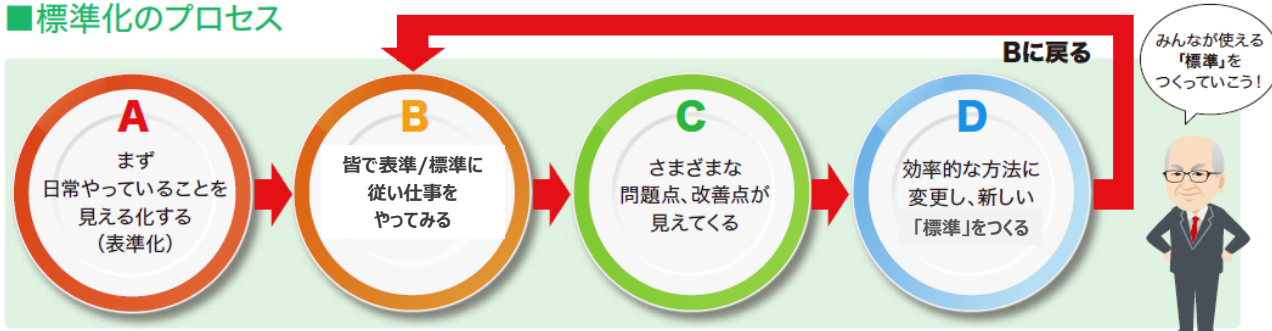 ■標準化のプロセス
Bに戻る
みんなが使える
「標準」を
つくっていこう!
A
まず
日常やっていることを
見える化する
(表準化)
B
皆で表準/標準に
従い仕事を
やってみる
C
さまざまな
問題点、改善点が
見えてくる
D
効率的な方法に
変更し、新しい
「標準」をつくる